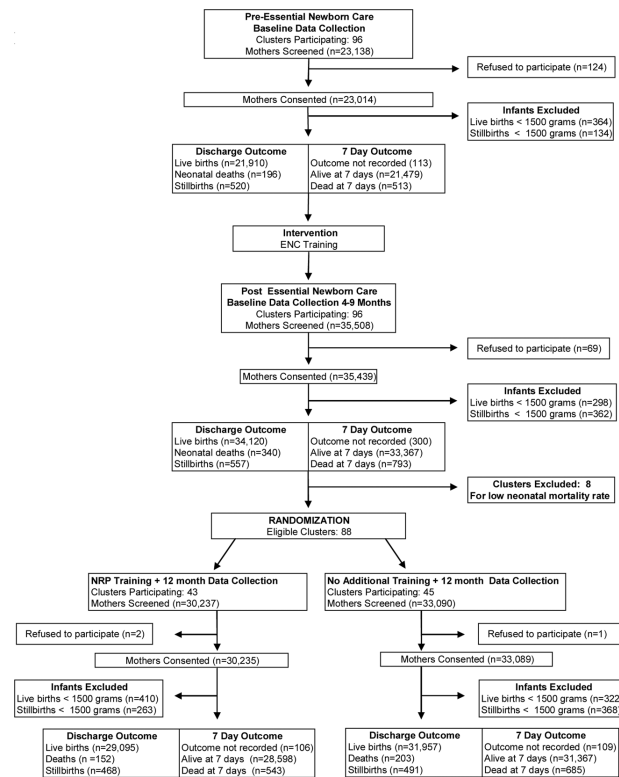 Pre-Essential Newborn Care
Baseline Data Collection
Clusters Participating: 96
Mothers Screened (n=23,138)
Refused to participate (n=124)
Mothers Consented (n=23,014)
Infants Excluded
Live births < 1500 grams (n=364)
Stillbirths < 1500 grams (n=134)
Discharge Outcome
Live births (n=21,910)
Neonatal deaths (n=196)
Stillbirths (n=520)
7 Day Outcome
Outcome not recorded (113)
Alive at 7 days (n=21,479)
Dead at 7 days (n=513)
Intervention
ENC Training
Post Essential Newborn Care
Baseline Data Collection 4-9 Months
Clusters Participating: 96
Mothers Screened (n=35,508)
Refused to participate (n=69)
Mothers Consented (n=35,439)
Infants Excluded
Live births < 1500 grams (n=298)
Stillbirths < 1500 grams (n=362)
Discharge Outcome
Live births (n=34,120)
Neonatal deaths (n=340)
Stillbirths (n=557)
7 Day Outcome
Outcome not recorded (300)
Alive at 7 days (n=33,367)
Dead at 7 days (n=793)
Clusters Excluded: 8
For low neonatal mortality rate
RANDOMIZATION
Eligible Clusters: 88
NRP Training + 12 month Data Collection
Clusters Participating: 43
Mothers Screened (n=30,237)
No Additional Training + 12 month Data Collection
Clusters Participating: 45
Mothers Screened (n=33,090)
Refused to participate (n=2)
Refused to participate (n=1)
Mothers Consented (n=30,235)
Mothers Consented (n=33,089)
Infants Excluded
Live births < 1500 grams (n=410)
Stillbirths < 1500 grams (n=263)
Infants Excluded
Live births < 1500 grams (n=322
Stillbirths < 1500 grams (n=368)
Discharge Outcome
Live births (n=29,095)
Deaths (n =152)
Stillbirths (n=468)
7 Day Outcome
Outcome not recorded (n=106)
Alive at 7 days (n=28,598)
Dead at 7 days (n=543)
Discharge Outcome
Live births (n=31,957)
Deaths (n=203)
Stillbirths (n=491)
7 Day Outcome
Outcome not recorded (n=109)
Alive at 7 days (n=31,367)
Dead at 7 days (n=685)